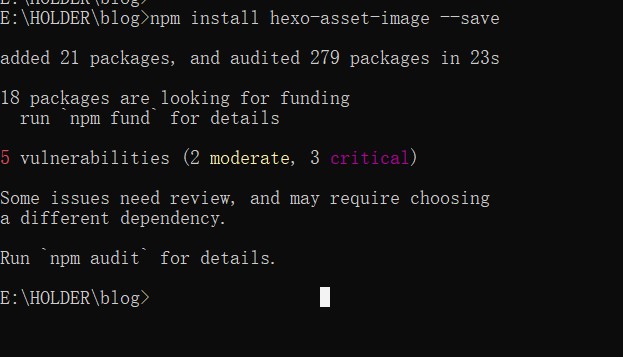 E:\HOLDER\blog>
E:\HOLDER\blog>npm install hexo-asset-image --save
added 21 packages, and audited 279 packages in 23s
18 packages are looking for funding
  run `npm fund` for details
5 vulnerabilities (2 moderate, 3 critical)
Some issues need review, and may require choosing
a different dependency.
Run `npm audit` for details.
E:\HOLDER\blog>